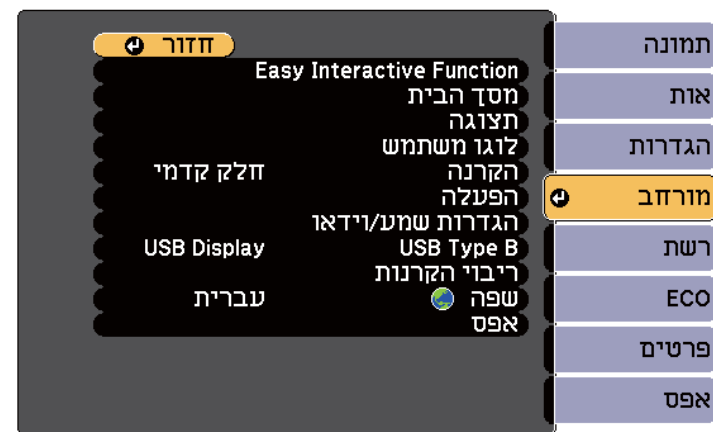 חזור
Easy Interactive Function
מסך הבית
תצוגה
לוגו משתמש
הקרנה חלק קדמי
הפעלה
הגדרות שמע/וידאו
USB Type B USB Display
ריבוי הקרנות
שפה עברית
אפס
תמונה
אות
הגדרות
מורחב
רשת
ECO
פרטים
אפס